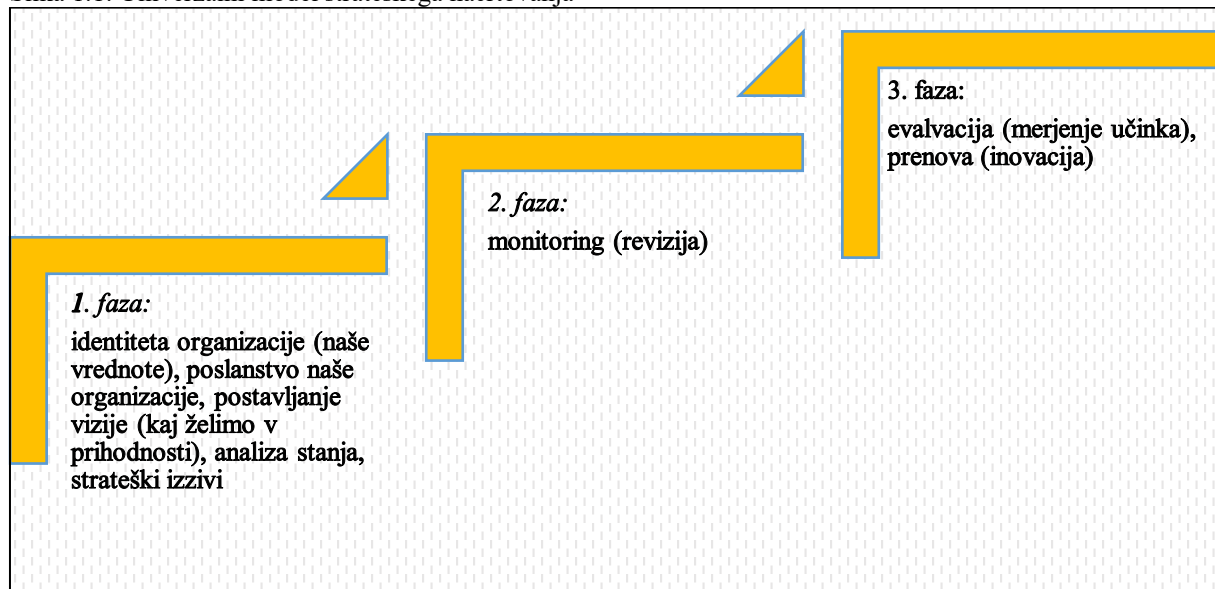 1. faza:
identiteta organizacije (naše
vrednote), poslanstvo naše
organizacije, postavljanje
vizije (kaj želimo v
prihodnosti), analiza stanja,
strateški izzivi
2. faza:
monitoring (revizija)
3. faza:
evalvacija (merjenje učinka),
prenova (inovacija)